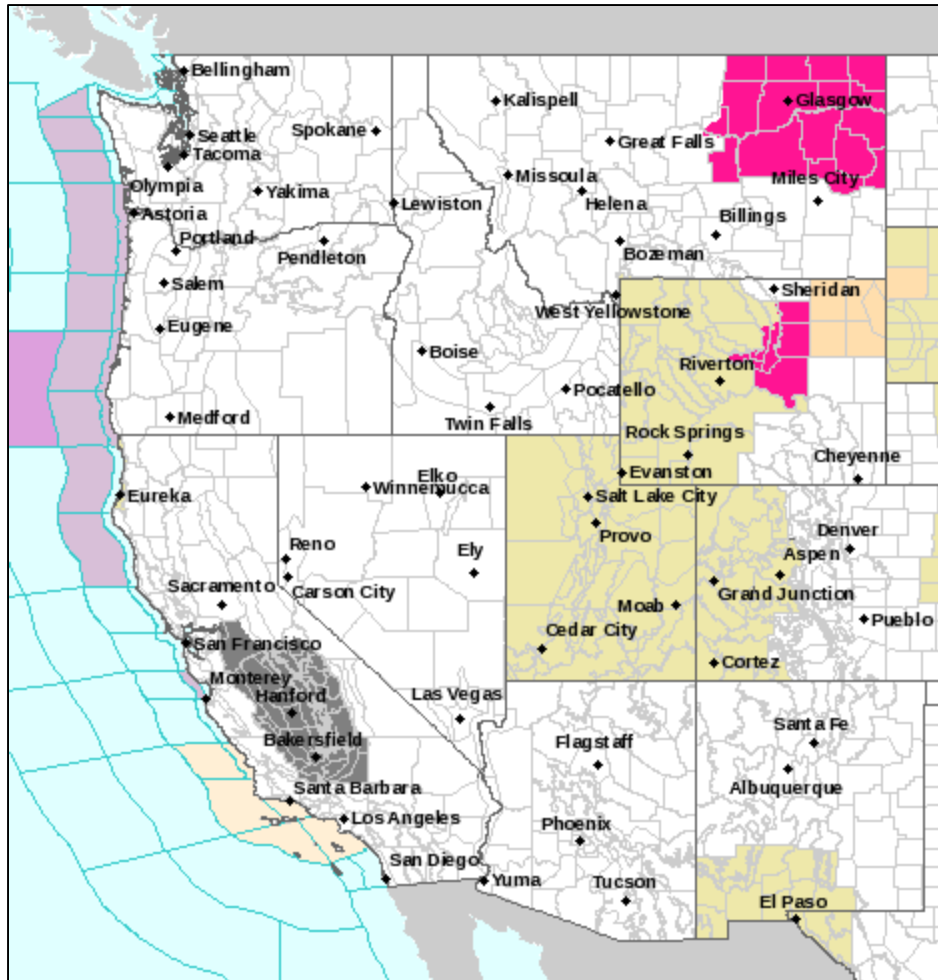 Bellingham
Kalispell
Glasgow
Seattle
Spokane
Great Falls
Tacoma
Missoula
Miles City
Olympia
Yakima
Lewiston
Helena
Astoria
Billings
Portland
Pendleton
Bozeman
Salem
Sheridan
West Yellowstone
Eugene
Boise
Riverton
Pocatello
Medford
Twin Falls
Rock Springs
Cheyenne
Elko
Evanston
Eureka
Winnemucca
Salt Lake City
Provo
Denver
Reno
Ely
Aspen
Sacramento
Carson City
Grand Junction
Moab
Pueblo
San Francisco
Cedar City
Cortez
Monterey
Hanford
Las Vegas
Santa Fe
Bakersfield
Flagstaff
Albuquerque
Santa Barbara
Los Angeles
Phoenix
San Diego
Yuma
Tucson
El Paso